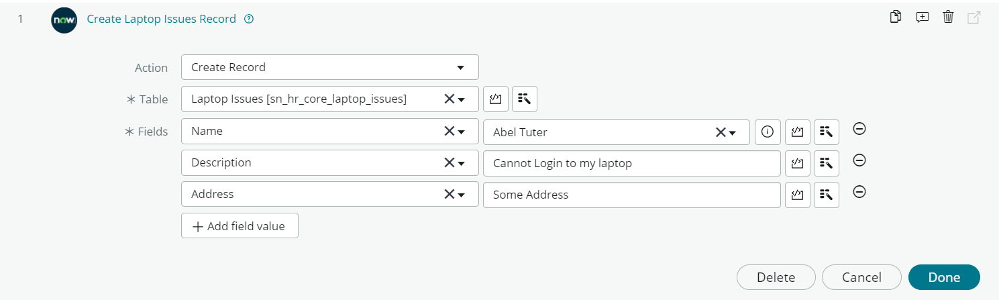 1 now Create Laptop Issues Record
Action Create Record
Table Laptop Issues [sn_hr_core_laptop_issues]
Fields Name Abel Tuter
Description Cannot Login to my laptop
Address Some Address
Add field value
Delete Cancel Done